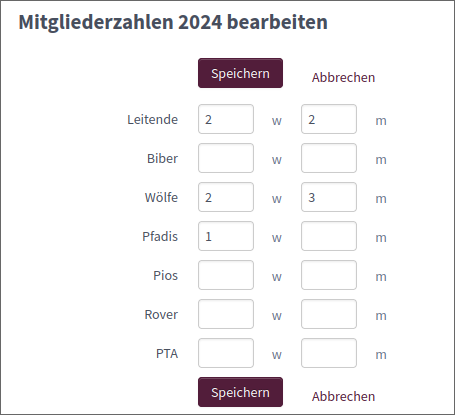 Mitgliederzahlen 2024 bearbeiten
Speichern Abbrechen
Leitende 2 w 2 m
Biber w m
Wölfe 2 w 3 m
Pfadis 1 w m
Pios w m
Rover w m
PTA w m
Speichern Abbrechen